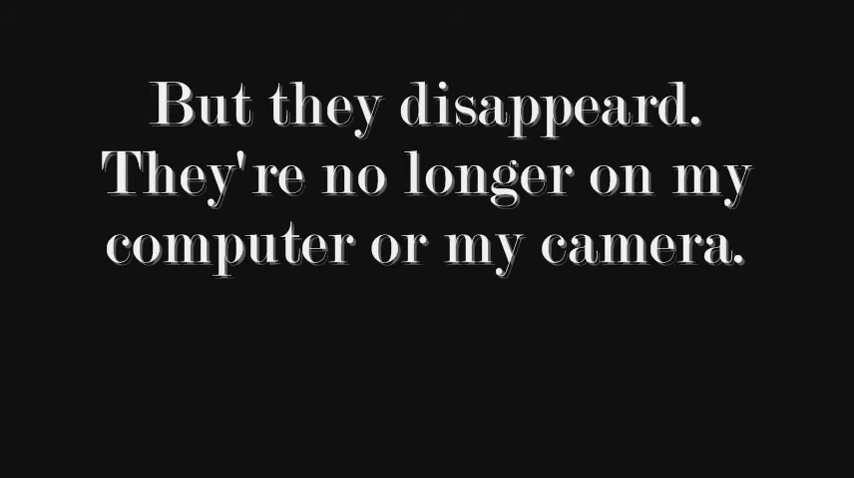 But they disappeard.
They're no longer on my
computer or my camera.